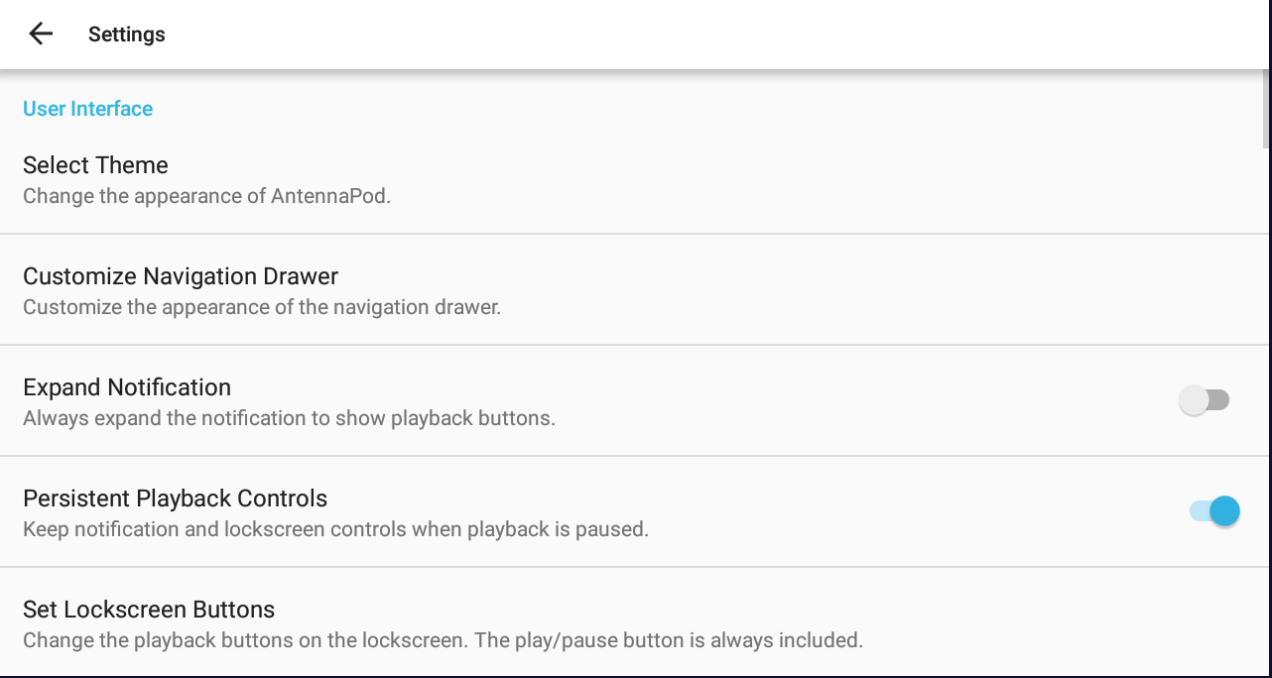 Settings
User Interface
Select Theme
Change the appearance of AntennaPod.
Customize Navigation Drawer
Customize the appearance of the navigation drawer.
Expand Notification
Always expand the notification to show playback buttons.
Persistent Playback Controls
Keep notification and lockscreen controls when playback is paused.
Set Lockscreen Buttons
Change the playback buttons on the lockscreen. The play/pause button is always included.